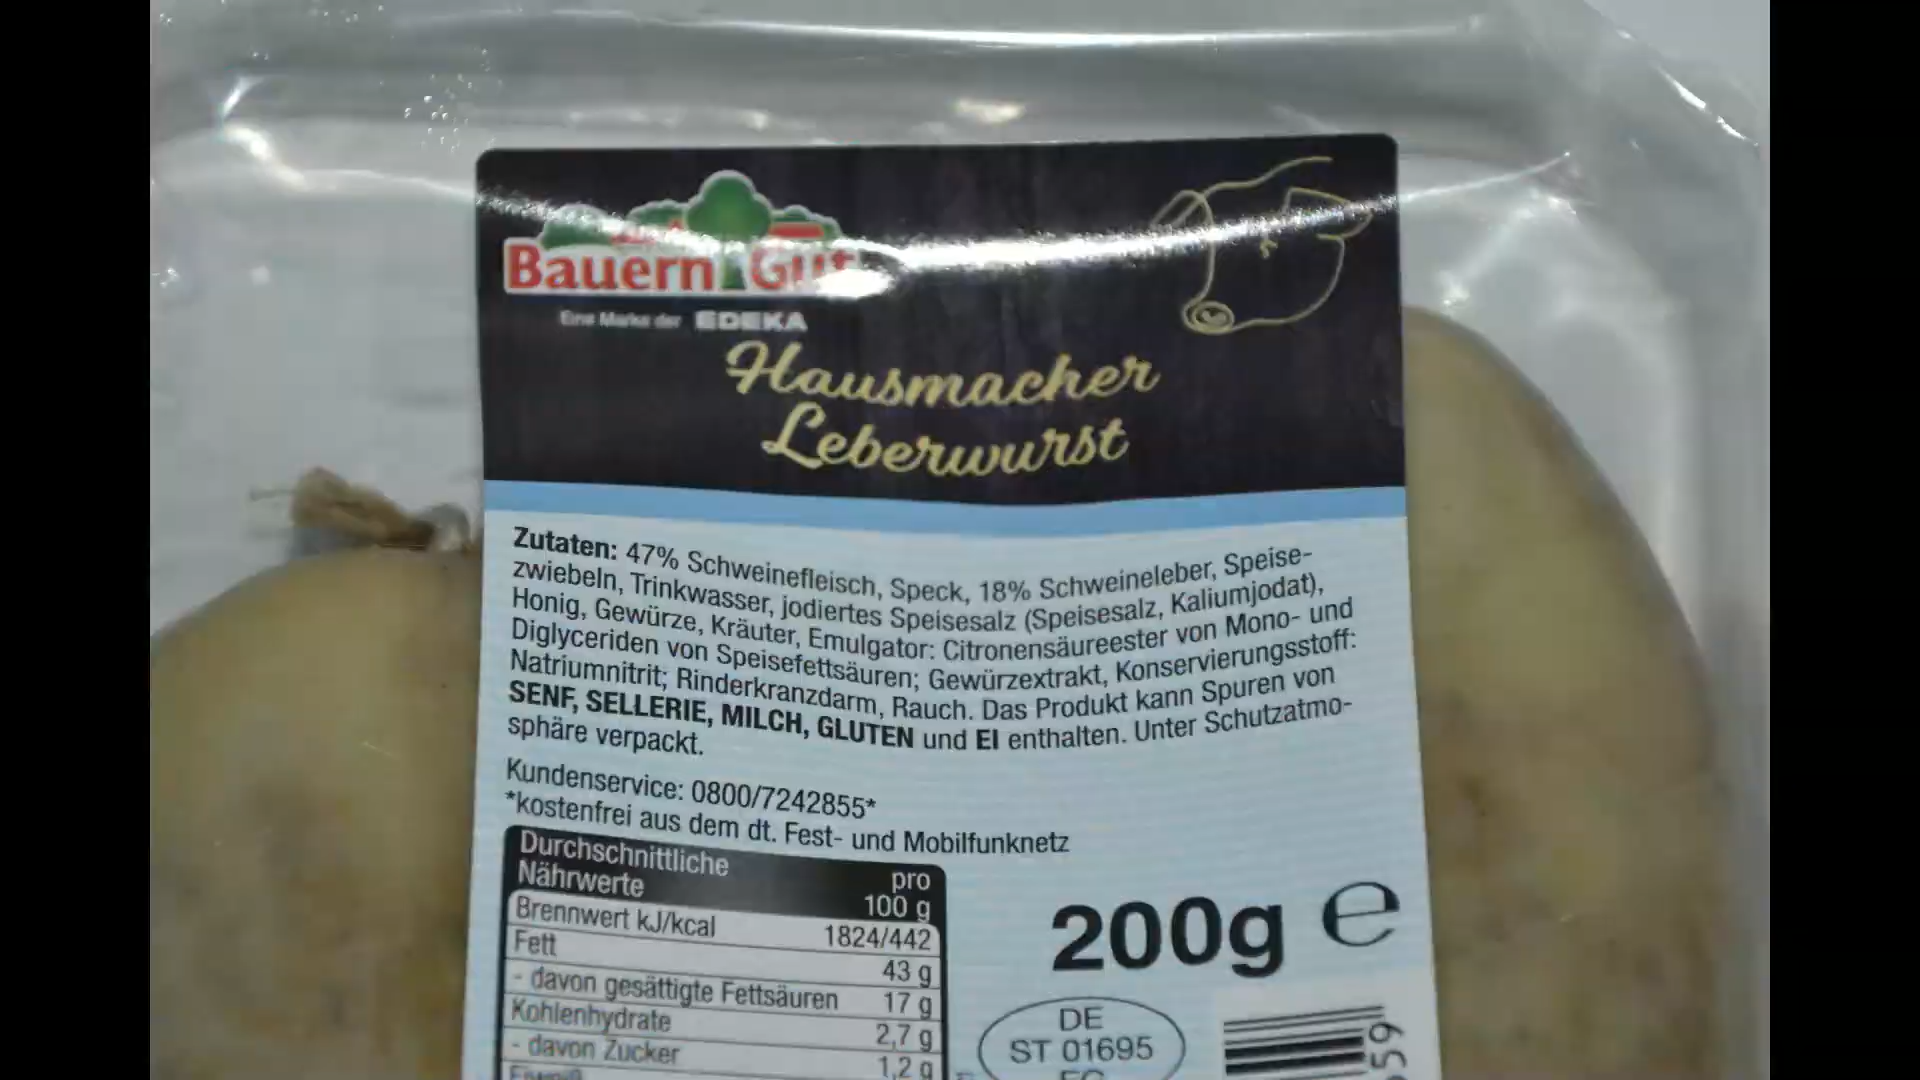 Bauern Gut
Eine Marke der EDEKA
Hausmacher
Leberwurst
Zutaten: 47% Schweinefleisch, Speck, 18% Schweineleber, Speise-
zwiebeln, Trinkwasser, jodiertes Speisesalz (Speisesalz, Kaliumjodat),
Honig, Gewürze, Kräuter, Emulgator: Citronensäureester von Mono- und
Diglyceriden von Speisefettsäuren; Gewürzextrakt, Konservierungsstoff:
Natriumnitrit; Rinderkranzdarm, Rauch. Das Produkt kann Spuren von
SENF, SELLERIE, MILCH, GLUTEN und EI enthalten. Unter Schutzatmo-
sphäre verpackt.
Kundenservice: 0800/7242855*
*kostenfrei aus dem dt. Fest- und Mobilfunknetz
Durchschnittliche
Nährwerte
pro
100 g
Brennwert kJ/kcal 1824/442
Fett 43 g
- davon gesättigte Fettsäuren 17 g
Kohlenhydrate 2,7 g
- davon Zucker 1,2 g
200g e
DE
ST 01695